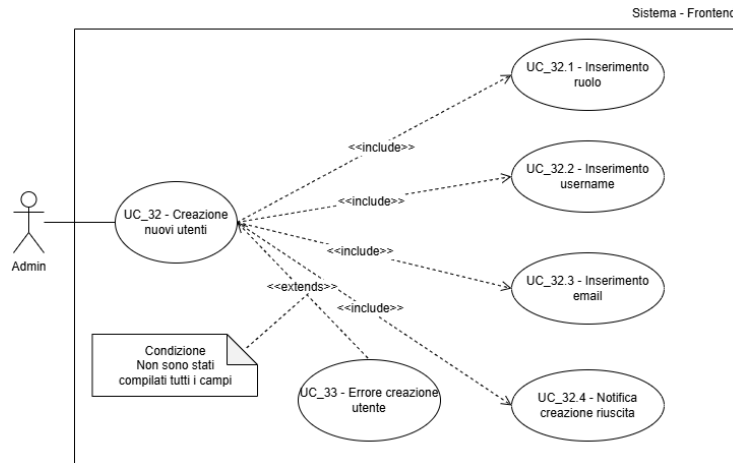 Sistema - Frontend
UC_32.1 - Inserimento
ruolo
<<include>>
UC_32.2 - Inserimento
username
<<include>>
UC_32 - Creazione
nuovi utenti
Admin
<<include>>
UC_32.3 - Inserimento
email
<<extends>>
<<include>>
Condizione
Non sono stati
compilati tutti i campi
UC_33 - Errore creazione
utente
UC_32.4 - Notifica
creazione riuscita